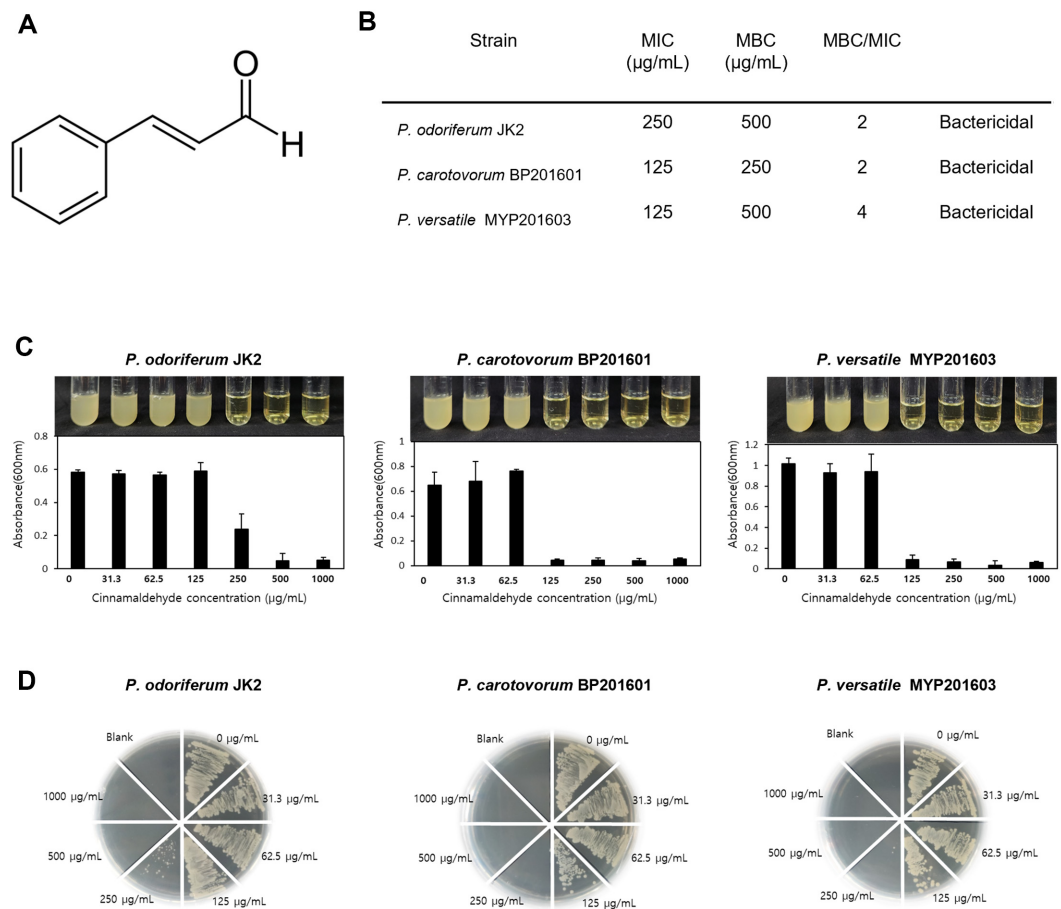 A
O
H
B
Strain MIC MBC MBC/MIC
(µg/mL) (µg/mL)
P. odoriferum JK2 250 500 2 Bactericidal
P. carotovorum BP201601 125 250 2 Bactericidal
P. versatile MYP201603 125 500 4 Bactericidal
C
P. odoriferum JK2 P. carotovorum BP201601 P. versatile MYP201603
Absorbance(600nm)
0.8
0.6
0.4
0.2
0
0 31.3 62.5 125 250 500 1000
Cinnamaldehyde concentration (µg/mL)
Absorbance(600nm)
1
0.8
0.6
0.4
0.2
0
0 31.3 62.5 125 250 500 1000
Cinnamaldehyde concentration (µg/mL)
Absorbance(600nm)
1.2
1
0.8
0.6
0.4
0.2
0
0 31.3 62.5 125 250 500 1000
Cinnamaldehyde concentration (µg/mL)
D
P. odoriferum JK2 P. carotovorum BP201601 P. versatile MYP201603
Blank 0 µg/mL
1000 µg/mL 31.3 µg/mL
500 µg/mL 62.5 µg/mL
250 µg/mL 125 µg/mL
Blank 0 µg/mL
1000 µg/mL 31.3 µg/mL
500 µg/mL 62.5 µg/mL
250 µg/mL 125 µg/mL
Blank 0 µg/mL
1000 µg/mL 31.3 µg/mL
500 µg/mL 62.5 µg/mL
250 µg/mL 125 µg/mL